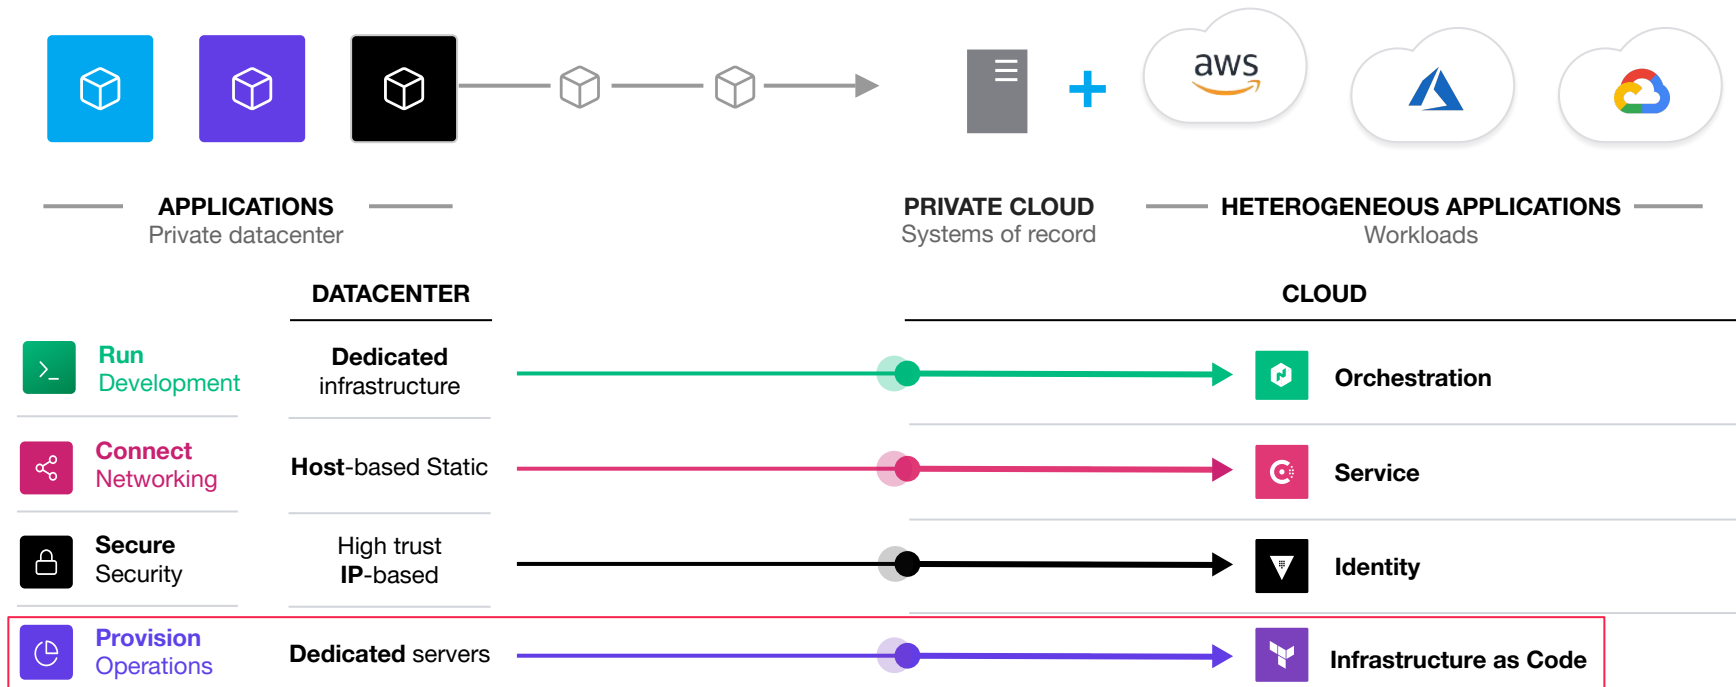 aws
APPLICATIONS
Private datacenter
PRIVATE CLOUD
Systems of record
HETEROGENEOUS APPLICATIONS
Workloads
DATACENTER
CLOUD
Run
Development
Dedicated
infrastructure
Orchestration
Connect
Networking
Host-based Static
Service
Secure
Security
High trust
IP-based
Identity
Provision
Operations
Dedicated servers
Infrastructure as Code